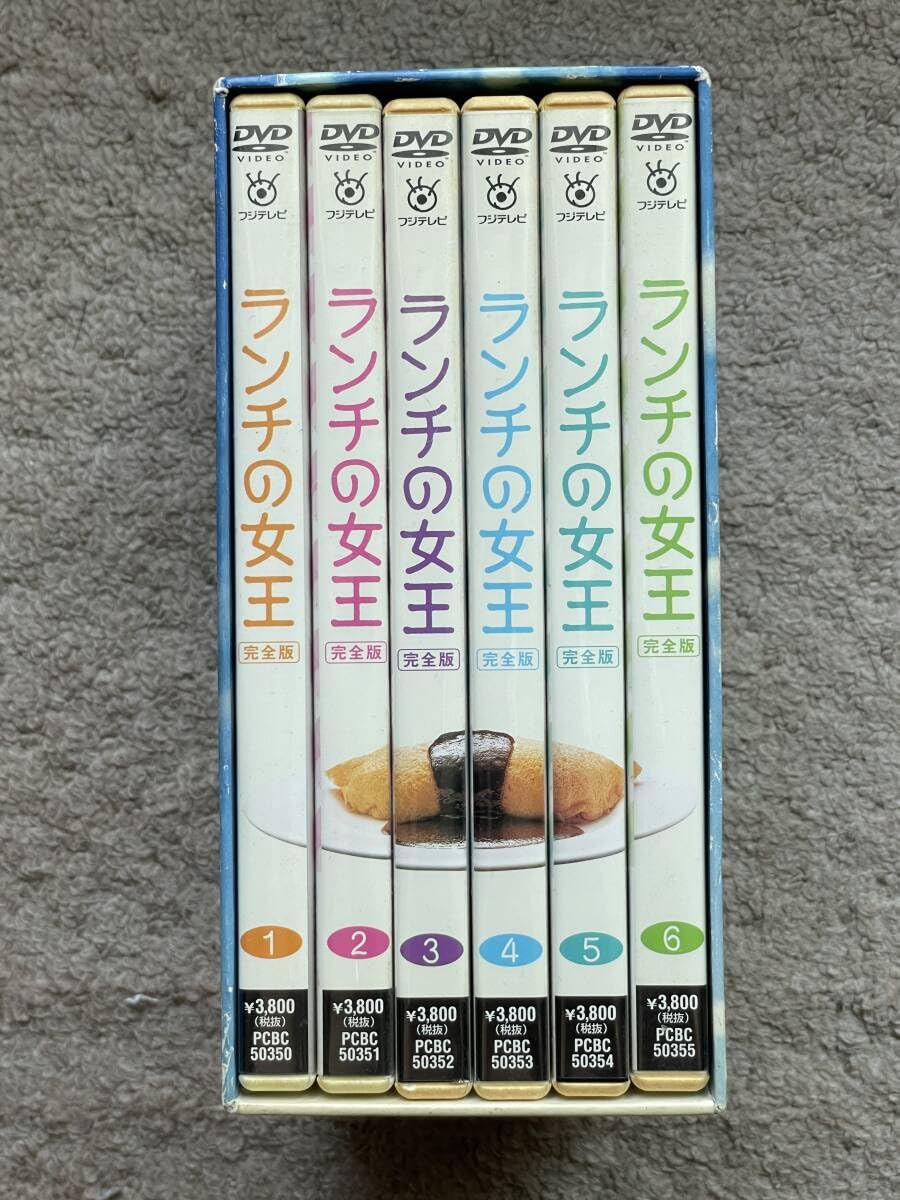 DVD
VIDEO™
フジテレビ
ランチの女王
完全版
1
¥3,800
(税抜)
PCBC
50350
DVD
VIDEO™
フジテレビ
ランチの女王
完全版
2
¥3,800
(税抜)
PCBC
50351
DVD
VIDEO™
フジテレビ
ランチの女王
完全版
3
¥3,800
(税抜)
PCBC
50352
DVD
VIDEO™
フジテレビ
ランチの女王
完全版
4
¥3,800
(税抜)
PCBC
50353
DVD
VIDEO™
フジテレビ
ランチの女王
完全版
5
¥3,800
(税抜)
PCBC
50354
DVD
VIDEO™
フジテレビ
ランチの女王
完全版
6
¥3,800
(税抜)
PCBC
50355